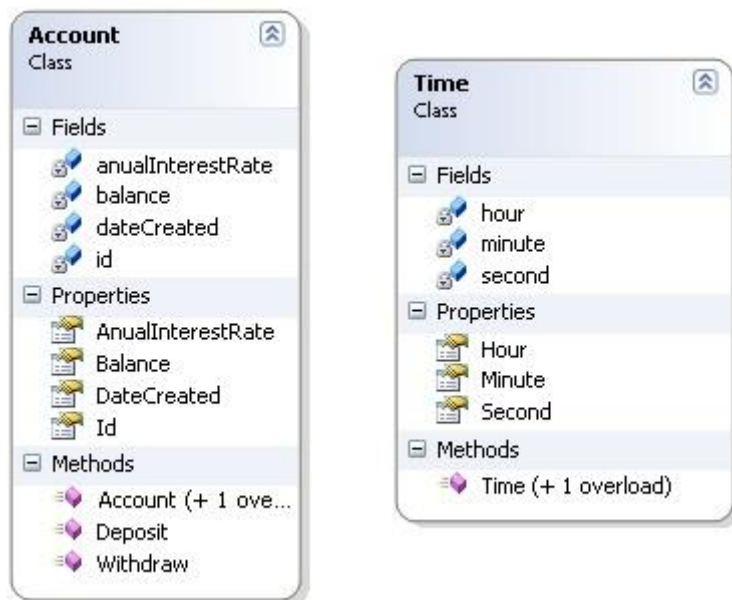 Account
Class
Fields
anualInterestRate
balance
dateCreated
id
Properties
AnualInterestRate
Balance
DateCreated
Id
Methods
Account (+ 1 ove...
Deposit
Withdraw
Time
Class
Fields
hour
minute
second
Properties
Hour
Minute
Second
Methods
Time (+ 1 overload)